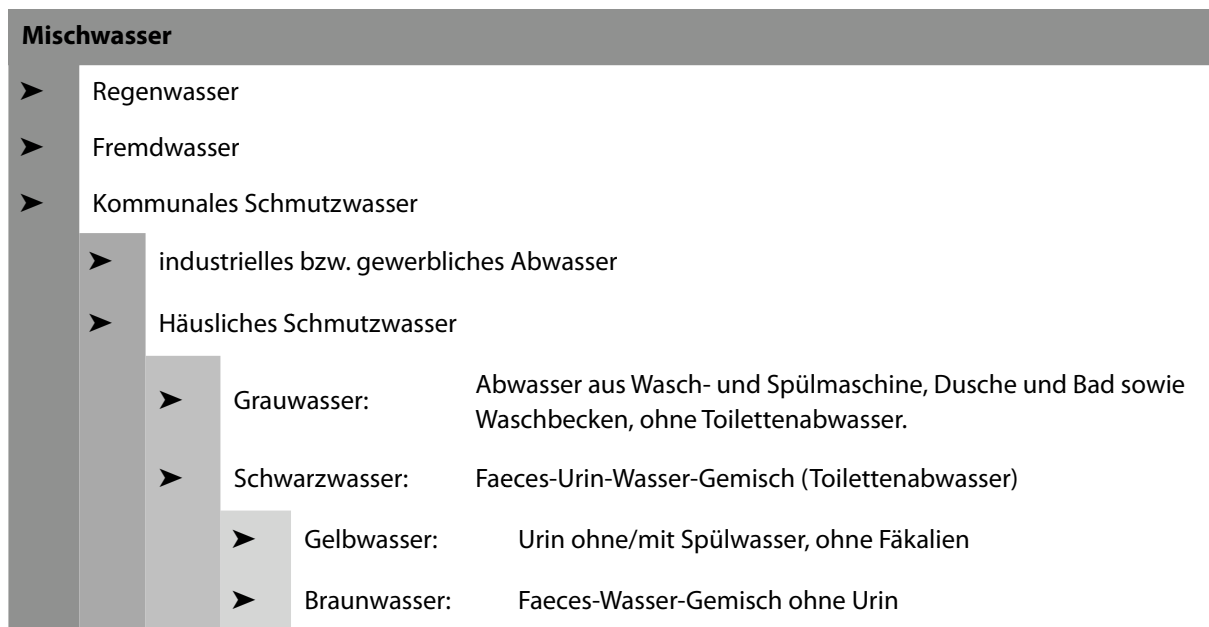 Mischwasser
➤ Regenwasser
➤ Fremdwasser
➤ Kommunales Schmutzwasser
➤ industrielles bzw. gewerbliches Abwasser
➤ Häusliches Schmutzwasser
➤ Grauwasser: Abwasser aus Wasch- und Spülmaschine, Dusche und Bad sowie
Waschbecken, ohne Toilettenabwasser.
➤ Schwarzwasser: Faeces-Urin-Wasser-Gemisch (Toilettenabwasser)
➤ Gelbwasser: Urin ohne/mit Spülwasser, ohne Fäkalien
➤ Braunwasser: Faeces-Wasser-Gemisch ohne Urin